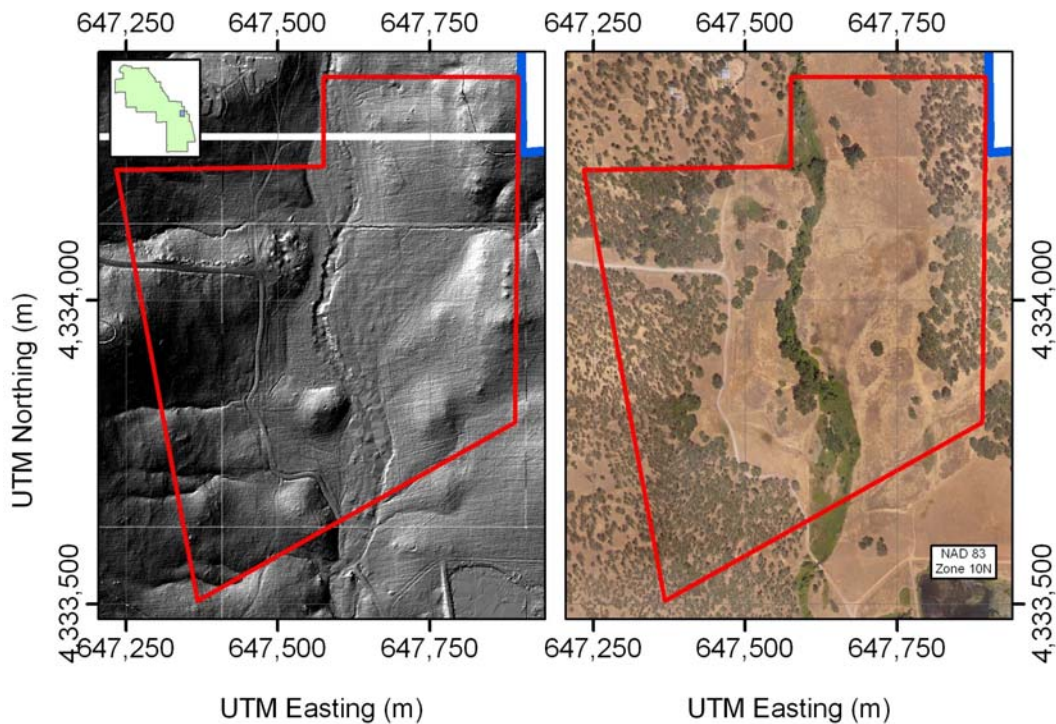 647,250 647,500 647,750 647,250 647,500 647,750
UTM Northing (m)
4,334,000
4,333,500
4,334,000
4,333,500
NAD 83
Zone 10N
647,250 647,500 647,750 647,250 647,500 647,750
UTM Easting (m) UTM Easting (m)